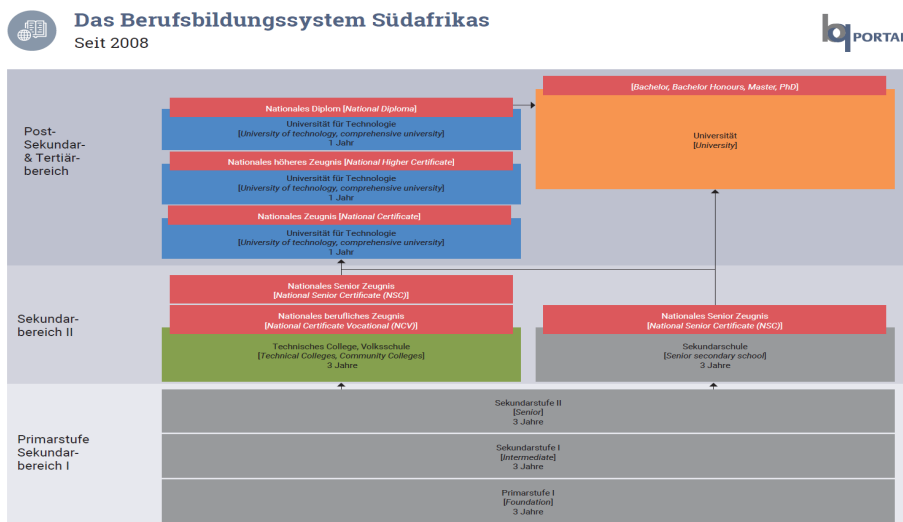 Das Berufsbildungssystem Südafrikas
Seit 2008
bq PORTAL
Post-
Sekundar-
& Tertiär-
bereich
Nationales Diplom [National Diploma]
Universität für Technologie
[University of technology, comprehensive university]
1 Jahr
Nationales höheres Zeugnis [National Higher Certificate]
Universität für Technologie
[University of technology, comprehensive university]
1 Jahr
Nationales Zeugnis [National Certificate]
Universität für Technologie
[University of technology, comprehensive university]
1 Jahr
[Bachelor, Bachelor Honours, Master, PhD]
Universität
[University]
Sekundar-
bereich II
Nationales Senior Zeugnis
[National Senior Certificate (NSC)]
Nationales berufliches Zeugnis
[National Certificate Vocational (NCV)]
Technisches College, Volksschule
[Technical Colleges, Community Colleges]
3 Jahre
Nationales Senior Zeugnis
[National Senior Certificate (NSC)]
Sekundarschule
[Senior secondary school]
3 Jahre
Primarstufe
Sekundar-
bereich I
Sekundarstufe II
[Senior]
3 Jahre
Sekundarstufe I
[Intermediate]
3 Jahre
Primarstufe I
[Foundation]
3 Jahre